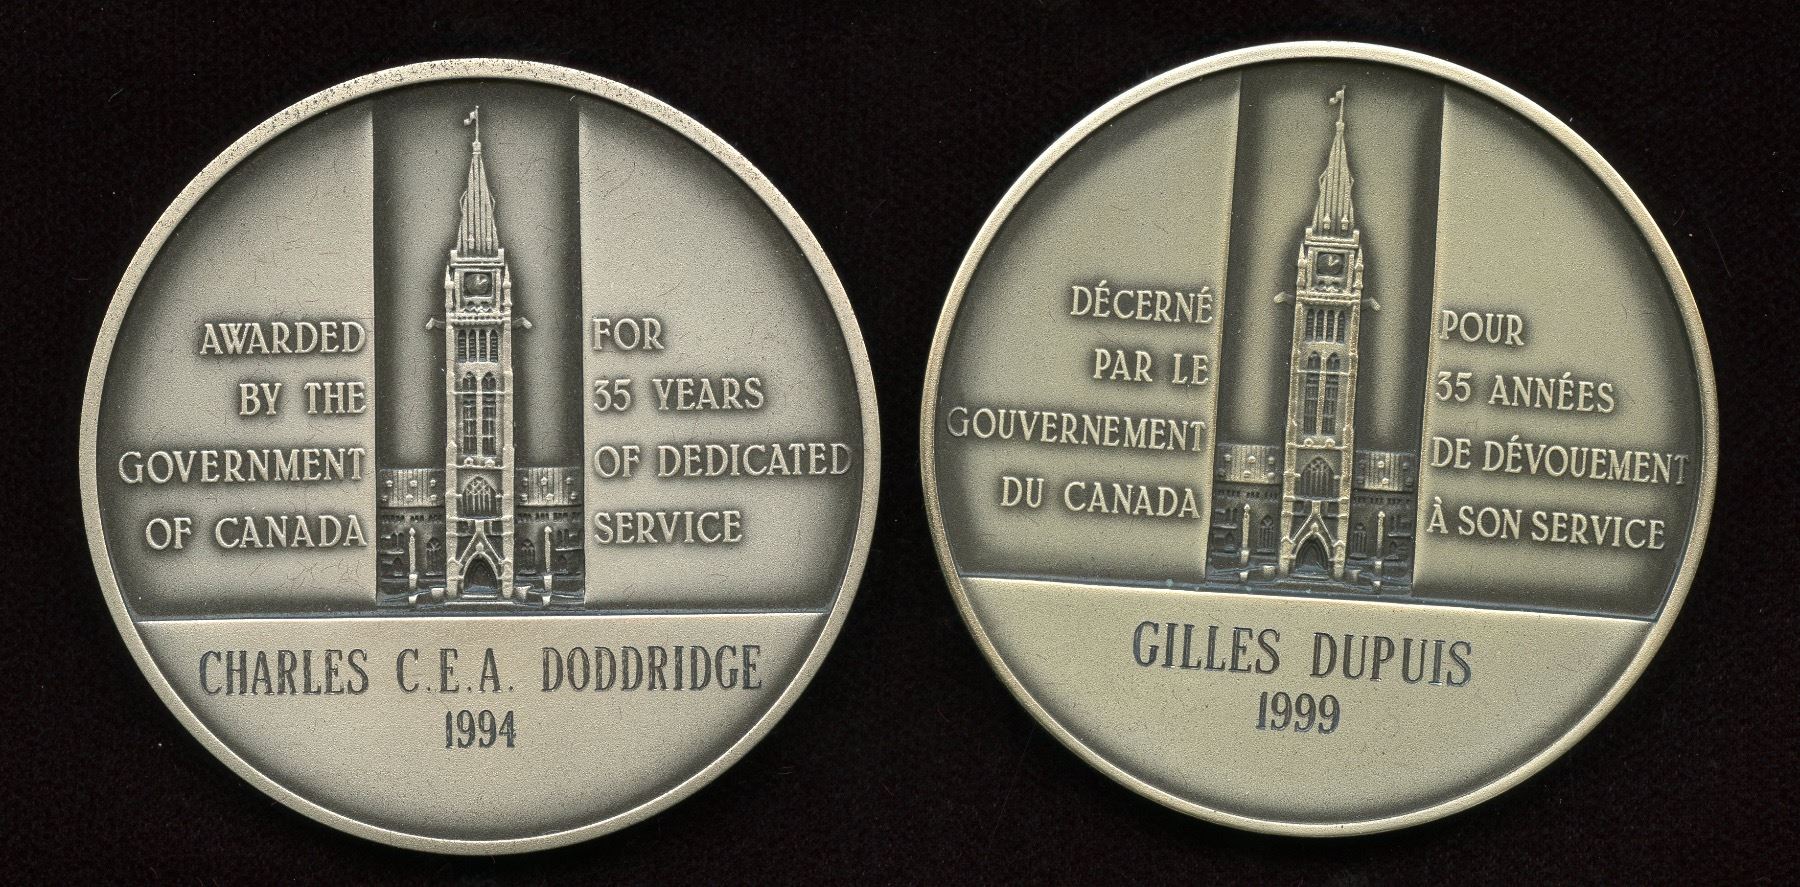 AWARDED
BY THE
GOVERNMENT
OF CANADA
FOR
35 YEARS
OF DEDICATED
SERVICE
CHARLES C.E.A. DODDRIDGE
1994
DÉCERNÉ
PAR LE
GOUVERNEMENT
DU CANADA
POUR
35 ANNÉES
DE DÉVOUEMENT
À SON SERVICE
GILLES DUPUIS
1999